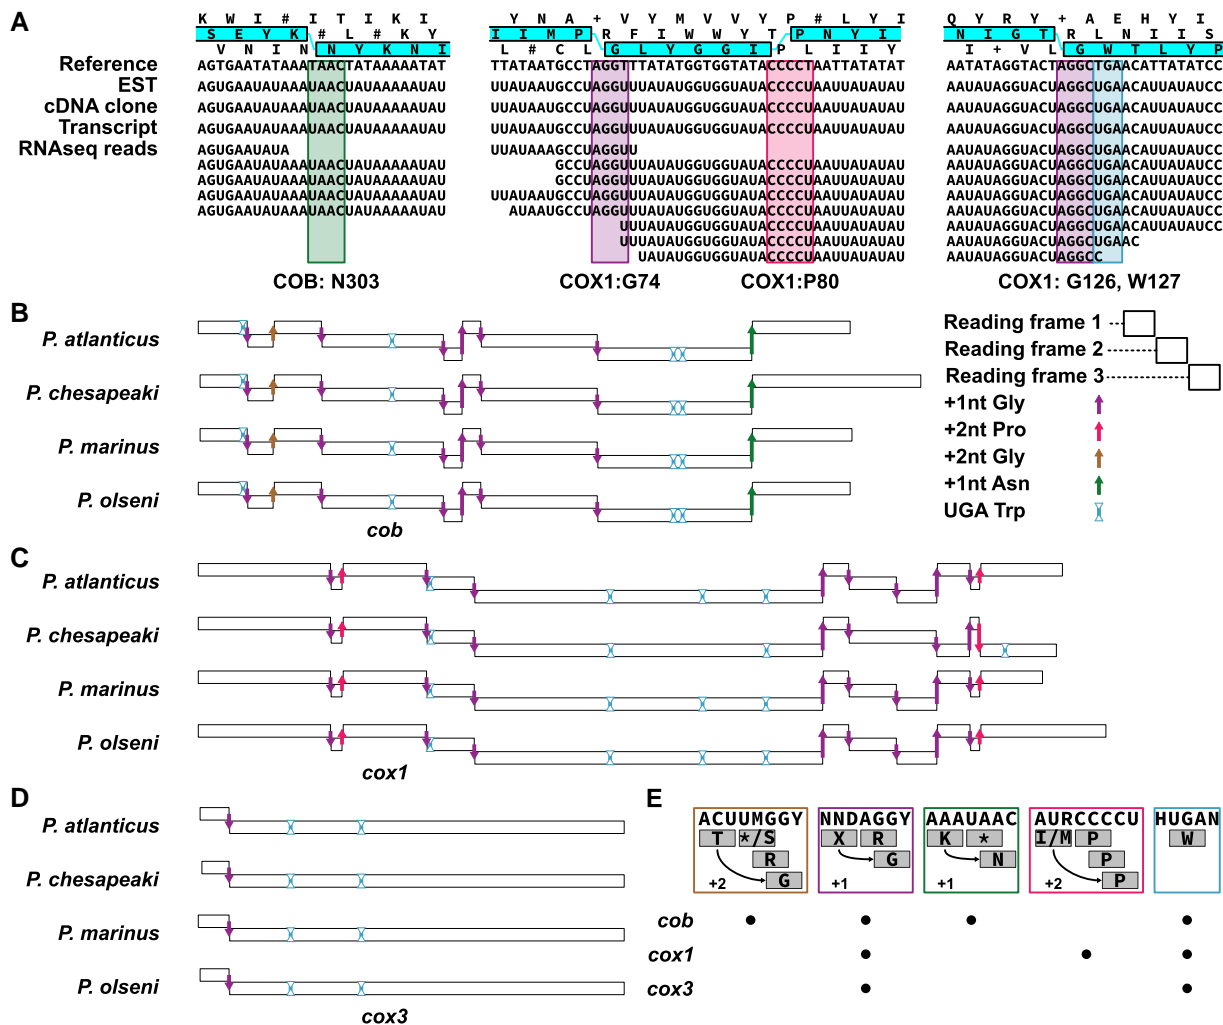 A
K W I # I T I K I Y N A + V Y M V V Y P # L Y I Q Y R Y + A E H Y I
S E Y K # L # K Y I I M P R F I W W Y T P N Y I N I G T R L N I I S
V N I N N Y K N I L # C L G L Y G G I P L I I Y I + V L G W T L Y P
Reference AGTGAATATAAATAACTATAAAAATAT TTATAATGCCTAGGTTTATATGGTGGTATACCCCTAATTATATAT AATATAGGTACTAGGCTGAACATTATATCC
EST AGUGAAUAUAAAUAACUAUAAAAAUAU UUAUAAUGCCUAGGUUUAUAUGGUGGUAUACCCCUAAUUAUAUAU AAUAUAGGUACUAGGCUGAACAUUAUAUCC
cDNA clone AGUGAAUAUAAAUAACUAUAAAAAUAU UUAUAAUGCCUAGGUUUAUAUGGUGGUAUACCCCUAAUUAUAUAU AAUAUAGGUACUAGGCUGAACAUUAUAUCC
Transcript AGUGAAUAUAAAUAACUAUAAAAAUAU UUAUAAUGCCUAGGUUUAUAUGGUGGUAUACCCCUAAUUAUAUAU AAUAUAGGUACUAGGCUGAACAUUAUAUCC
RNAseq reads AGUGAAUAUA UUAUAAAGCCUAGGUU AAUAUAGGUACUAGGCUGAACAUUAUAUCC
AGUGAAUAUAAAUAACUAUAAAAAUAU GCCUAGGUUUAUAUGGUGGUAUACCCCUAAUUAUAUAU AAUAUAGGUACUAGGCUGAACAUUAUAUCC
AGUGAAUAUAAAUAACUAUAAAAAUAU GCCUAGGUUUAUAUGGUGGUAUACCCCUAAUUAUAUAU AAUAUAGGUACUAGGCUGAACAUUAUAUCC
AGUGAAUAUAAAUAACUAUAAAAAUAU UUAUAAUGCCUAGGUUUAUAUGGUGGUAUACCCCUAAUUAUAUAU AAUAUAGGUACUAGGCUGAACAUUAUAUCC
AGUGAAUAUAAAUAACUAUAAAAAUAU AUAAUGCCUAGGUUUAUAUGGUGGUAUACCCCUAAUUAUAUAU AAUAUAGGUACUAGGCUGAACAUUAUAUCC
UUUAUAUGGUGGUAUACCCCUAAUUAUAUAU AAUAUAGGUACUAGGCUGAACAUUAUAUCC
UUUAUAUGGUGGUAUACCCCUAAUUAUAUAU AAUAUAGGUACUAGGCUGAAC
UAUAUGGUGGUAUACCCCUAAUUAUAUAU AAUAUAGGUACUAGGCC
COB: N303 COX1:G74 COX1:P80 COX1: G126, W127
B
P. atlanticus
P. chesapeaki
P. marinus
P. olseni
cob
Reading frame 1
Reading frame 2
Reading frame 3
+1nt Gly
+2nt Pro
+2nt Gly
+1nt Asn
UGA Trp
C
P. atlanticus
P. chesapeaki
P. marinus
P. olseni
cox1
D
P. atlanticus
P. chesapeaki
P. marinus
P. olseni
cox3
E
ACUUMGGY NNDAGGY AAAUAAC AURCCCCU HUGAN
T */S X R K * I/M P W
R G N P
G P
+2 +1 +1 +2
cob
cox1
cox3